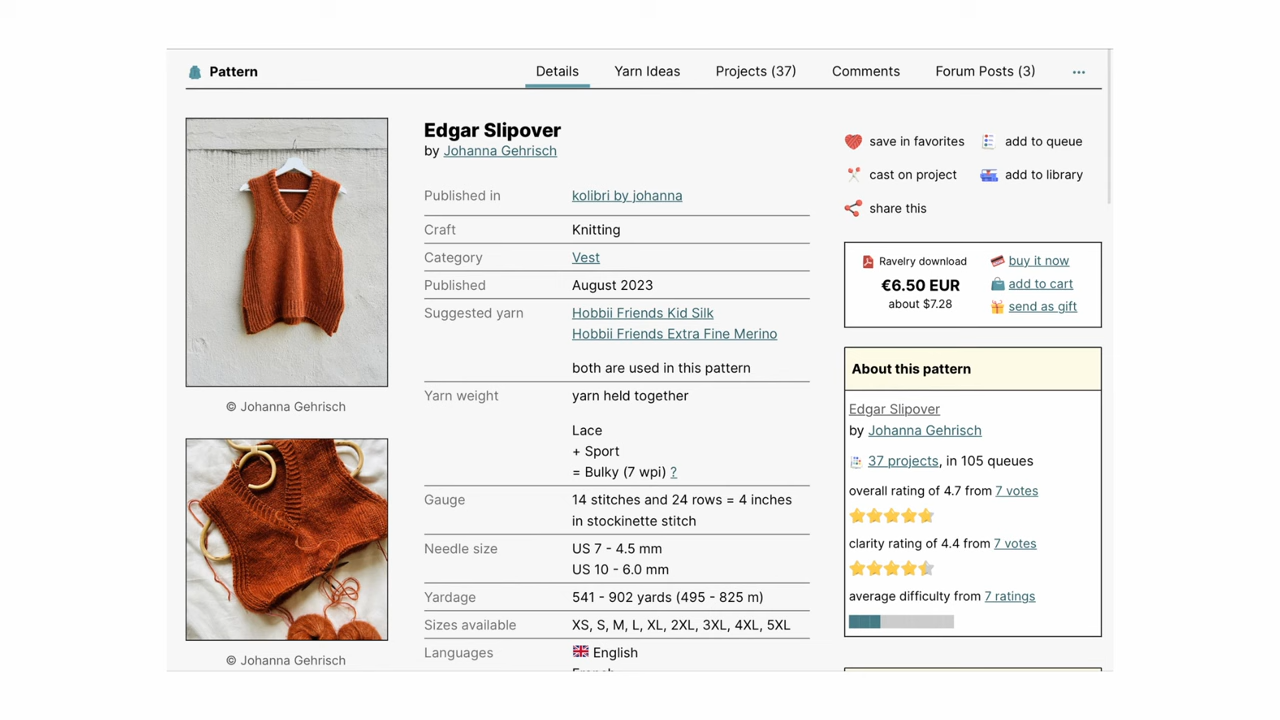 Pattern
Details
Yarn Ideas
Projects (37)
Comments
Forum Posts (3)
Edgar Slipover
by Johanna Gehrisch
Published in kolibri by johanna
Craft Knitting
Category Vest
Published August 2023
Suggested yarn Hobbii Friends Kid Silk
Hobbii Friends Extra Fine Merino
both are used in this pattern
Yarn weight yarn held together
Lace
+ Sport
= Bulky (7 wpi) ?
Gauge 14 stitches and 24 rows = 4 inches
in stockinette stitch
Needle size US 7 - 4.5 mm
US 10 - 6.0 mm
Yardage 541 - 902 yards (495 - 825 m)
Sizes available XS, S, M, L, XL, 2XL, 3XL, 4XL, 5XL
Languages English
© Johanna Gehrisch
© Johanna Gehrisch
save in favorites
add to queue
cast on project
add to library
share this
Ravelry download
€6.50 EUR
about $7.28
buy it now
add to cart
send as gift
About this pattern
Edgar Slipover
by Johanna Gehrisch
37 projects, in 105 queues
overall rating of 4.7 from 7 votes
clarity rating of 4.4 from 7 votes
average difficulty from 7 ratings